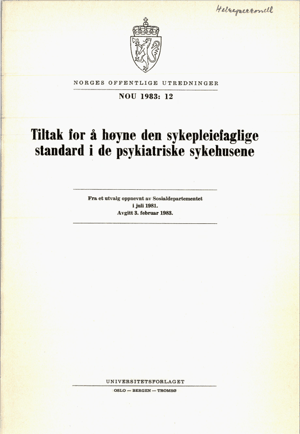 Helsepersonell
NORGES OFFENTLIGE UTREDNINGER
NOU 1983: 12
Tiltak for å høyne den sykepleiefaglige
standard i de psykiatriske sykehusene
Fra et utvalg oppnevnt av Sosialdepartementet
i juli 1981.
Avgitt 3. februar 1983.
UNIVERSITETSFORLAGET
OSLO — BERGEN — TROMSØ